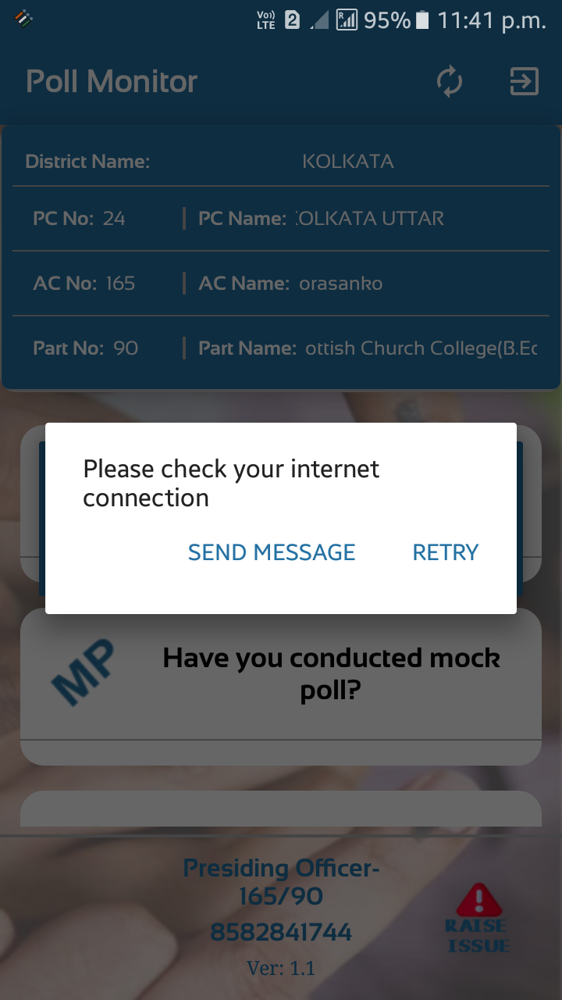 Vo))
LTE
2
R
95%
11:41 p.m.
Poll Monitor
District Name: KOLKATA
PC No: 24 PC Name: OLKATA UTTAR
AC No: 165 AC Name: orasanko
Part No: 90 Part Name: ottish Church College(B.Ec
Please check your internet
connection
SEND MESSAGE RETRY
MP
Have you conducted mock
poll?
Presiding Officer-
165/90
8582841744
Ver: 1.1
RAISE
ISSUE